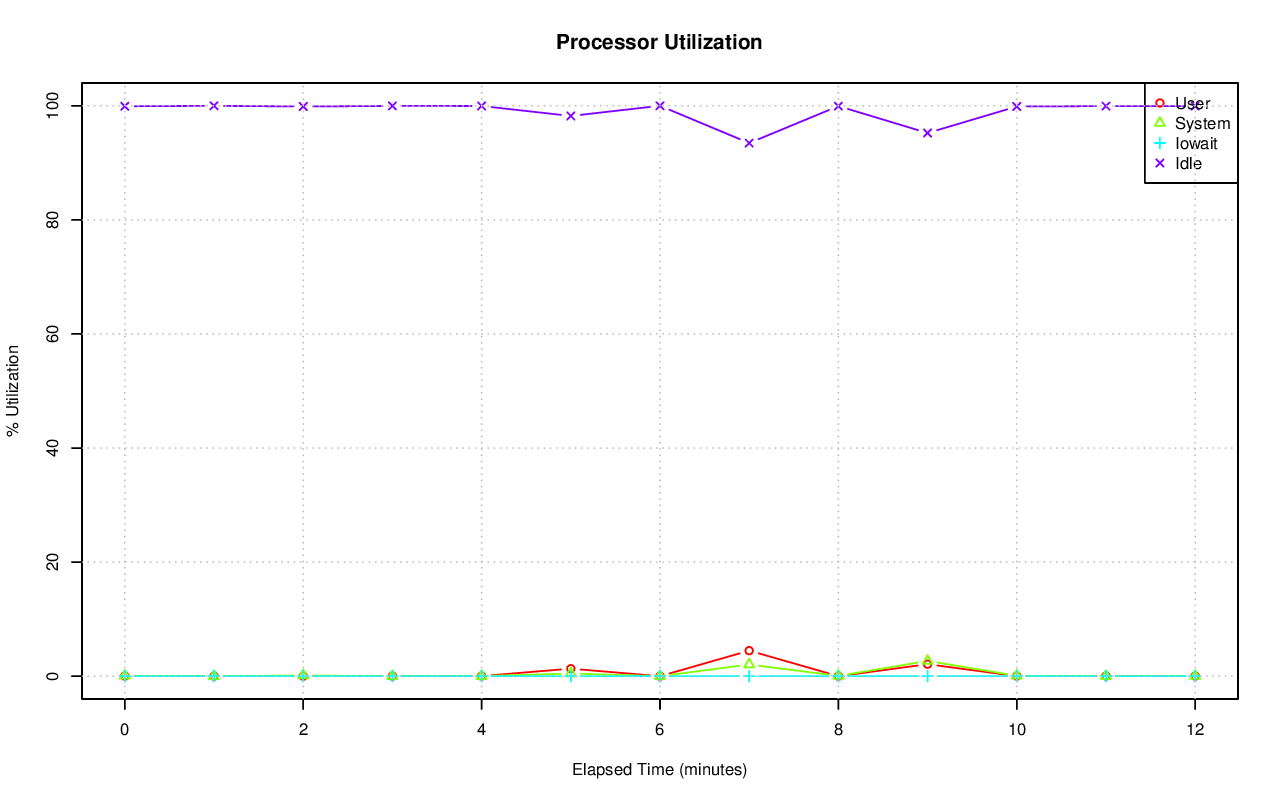 Processor Utilization
100
80
60
40
20
0
% Utilization
User
System
Iowait
Idle
0 2 4 6 8 10 12
Elapsed Time (minutes)